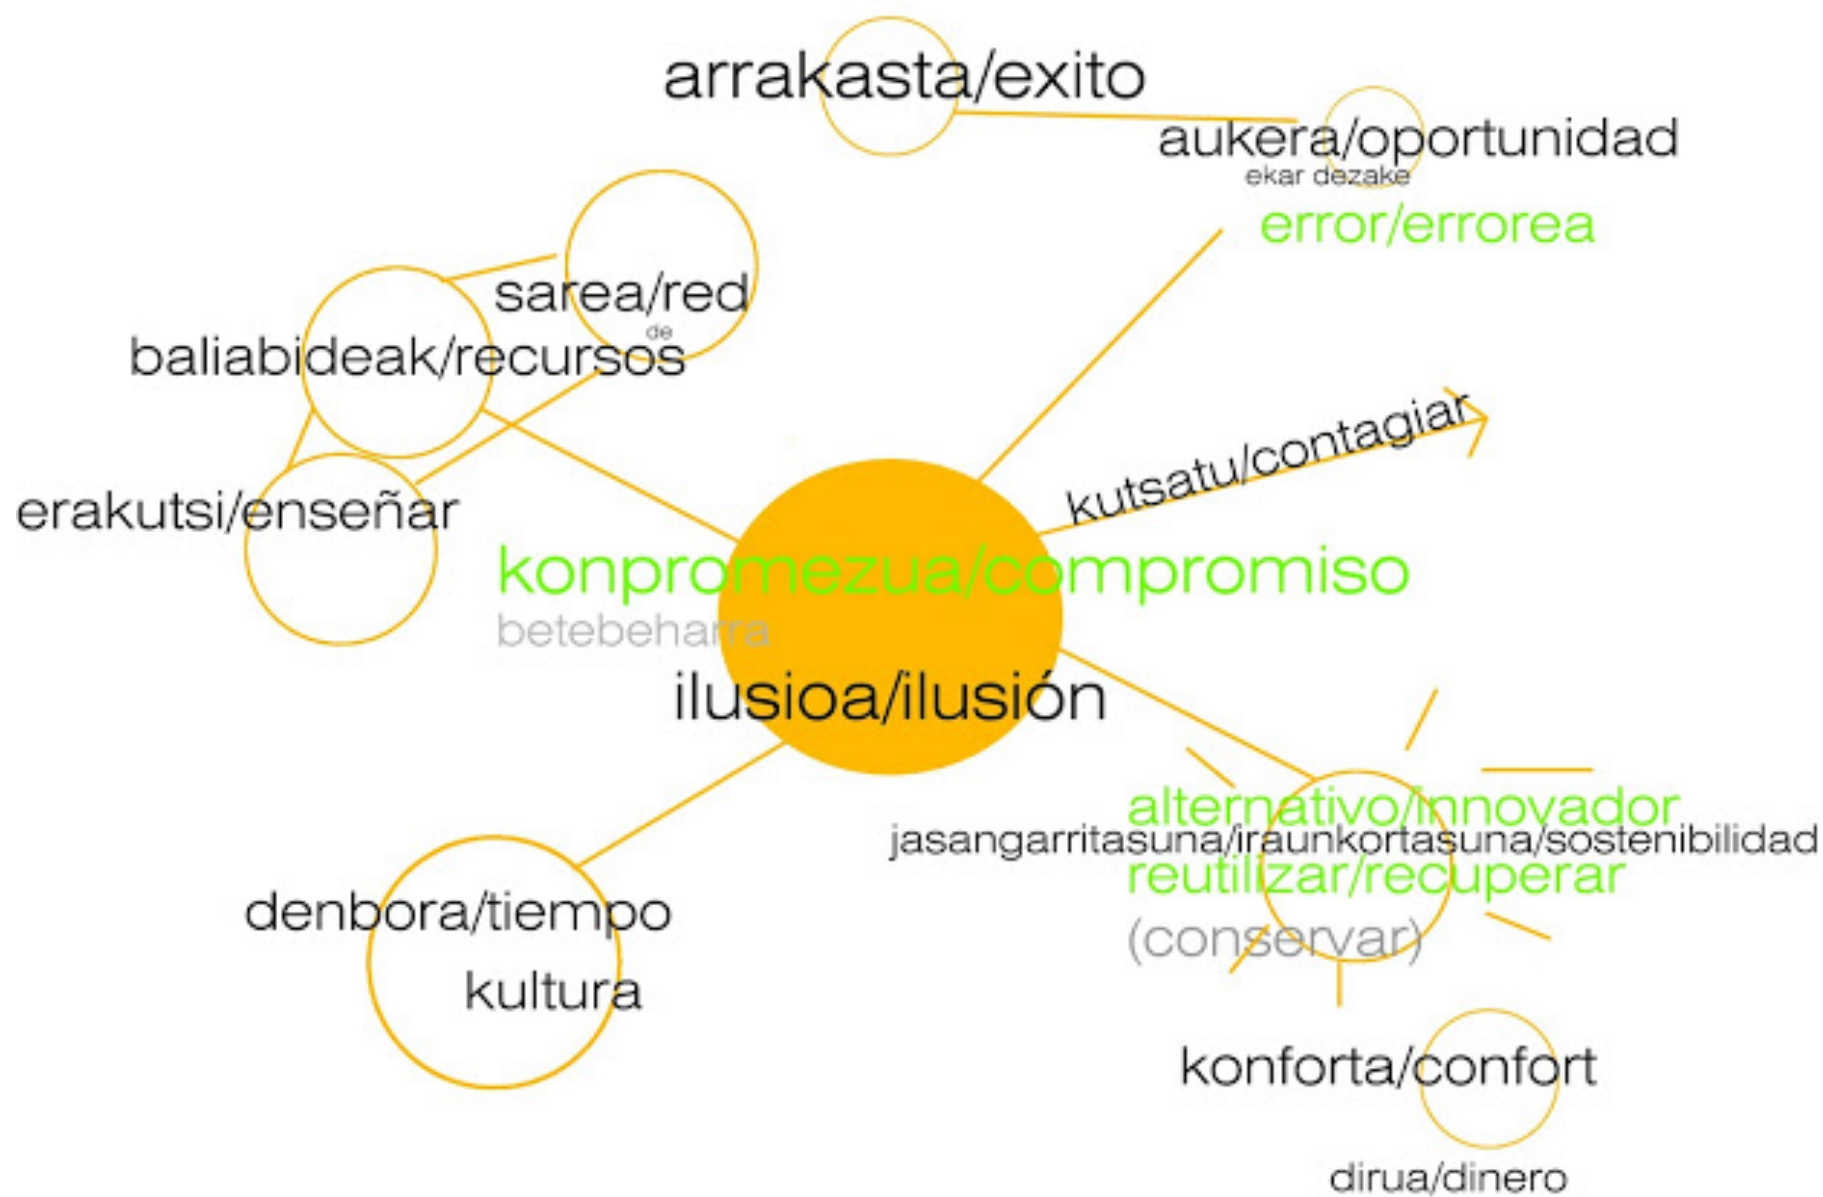 arrakasta/exito
aukera/oportunidad
ekar dezake
error/errorea
sarea/red
de
baliabideak/recursos
kutsatu/contagiar
erakutsi/enseñar
konpromezua/compromiso
betebeharra
ilusioa/ilusión
alternativo/innovador
jasangarritasuna/iraunkortasuna/sostenibilidad
reutilizar/recuperar
(conservar)
denbora/tiempo
kultura
konforta/confort
dirua/dinero